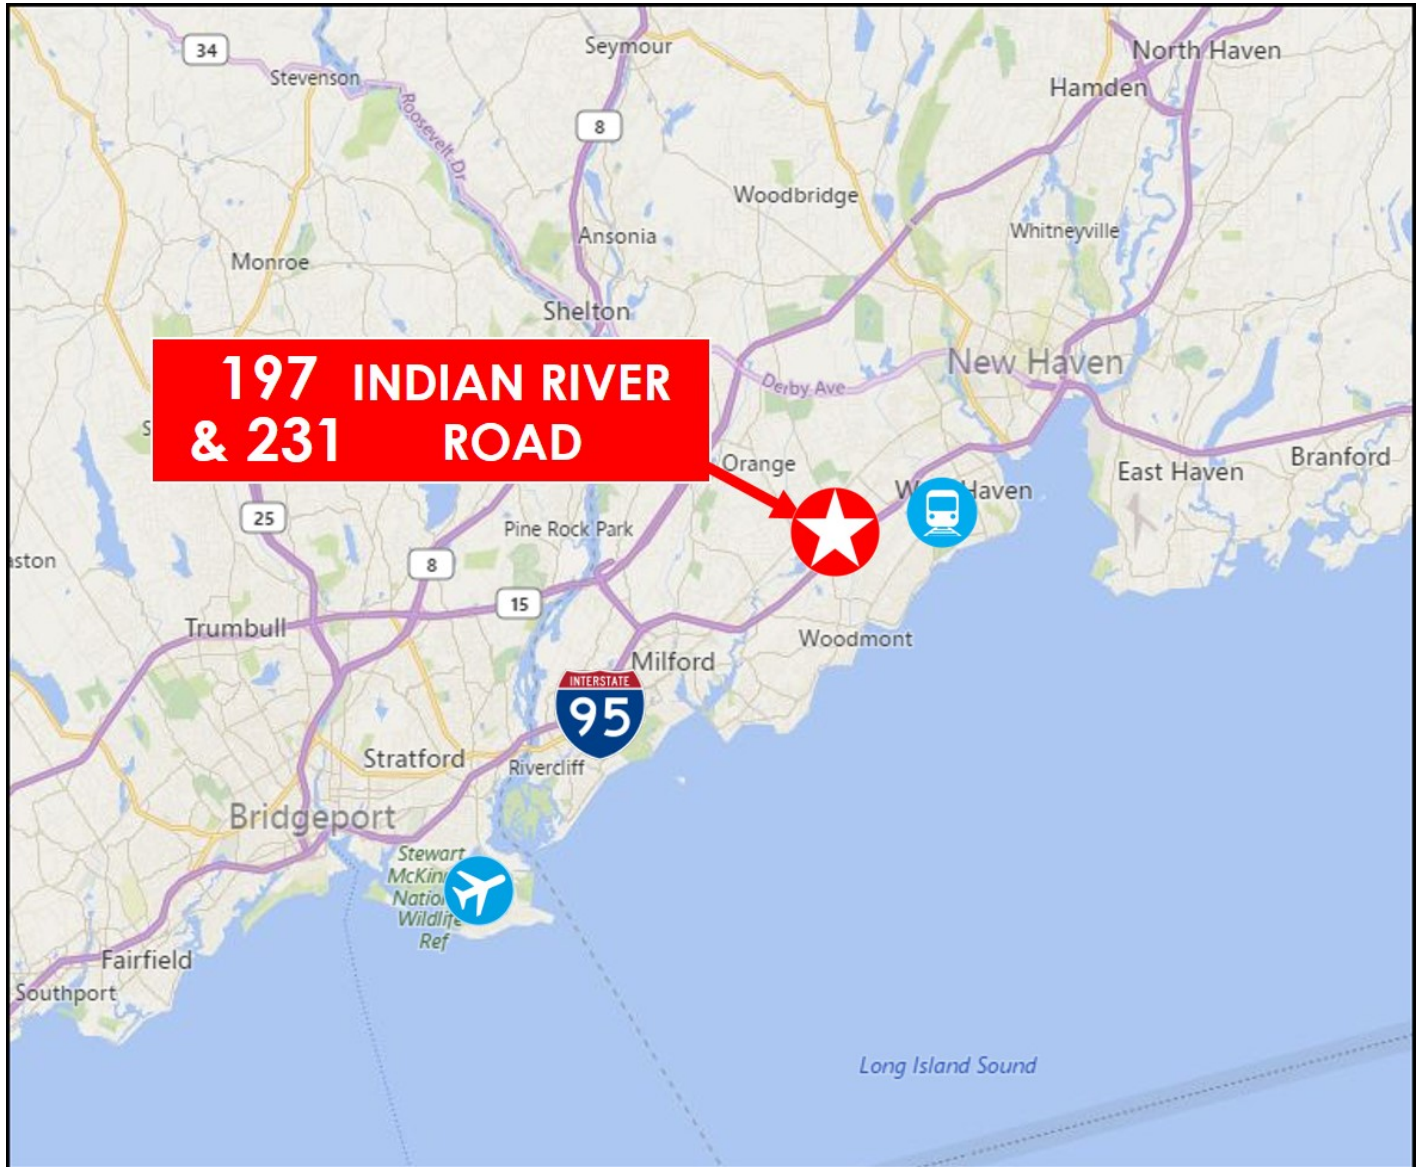 34
Stevenson
Seymour
North Haven
Hamden
Roosevelt Dr
8
Woodbridge
Ansonia
Whitneyville
Monroe
Shelton
197 INDIAN RIVER
& 231 ROAD
New Haven
Derby Ave
Orange
East Haven
Branford
Haven
25
Pine Rock Park
8
15
Trumbull
Woodmont
Milford
INTERSTATE
95
Stratford
Rivercliff
Bridgeport
Stewart
Wildlife
Ref
Fairfield
Southport
Long Island Sound